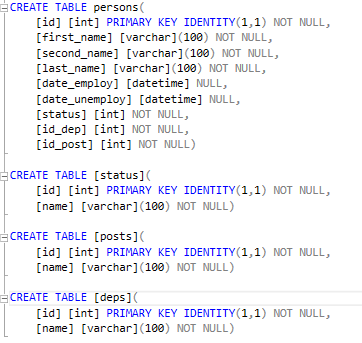 CREATE TABLE persons(
[id] [int] PRIMARY KEY IDENTITY(1,1) NOT NULL,
[first_name] [varchar](100) NOT NULL,
[second_name] [varchar](100) NOT NULL,
[last_name] [varchar](100) NOT NULL,
[date_employ] [datetime] NULL,
[date_unemploy] [datetime] NULL,
[status] [int] NOT NULL,
[id_dep] [int] NOT NULL,
[id_post] [int] NOT NULL)
CREATE TABLE [status](
[id] [int] PRIMARY KEY IDENTITY(1,1) NOT NULL,
[name] [varchar](100) NOT NULL)
CREATE TABLE [posts](
[id] [int] PRIMARY KEY IDENTITY(1,1) NOT NULL,
[name] [varchar](100) NOT NULL)
CREATE TABLE [deps](
[id] [int] PRIMARY KEY IDENTITY(1,1) NOT NULL,
[name] [varchar](100) NOT NULL)